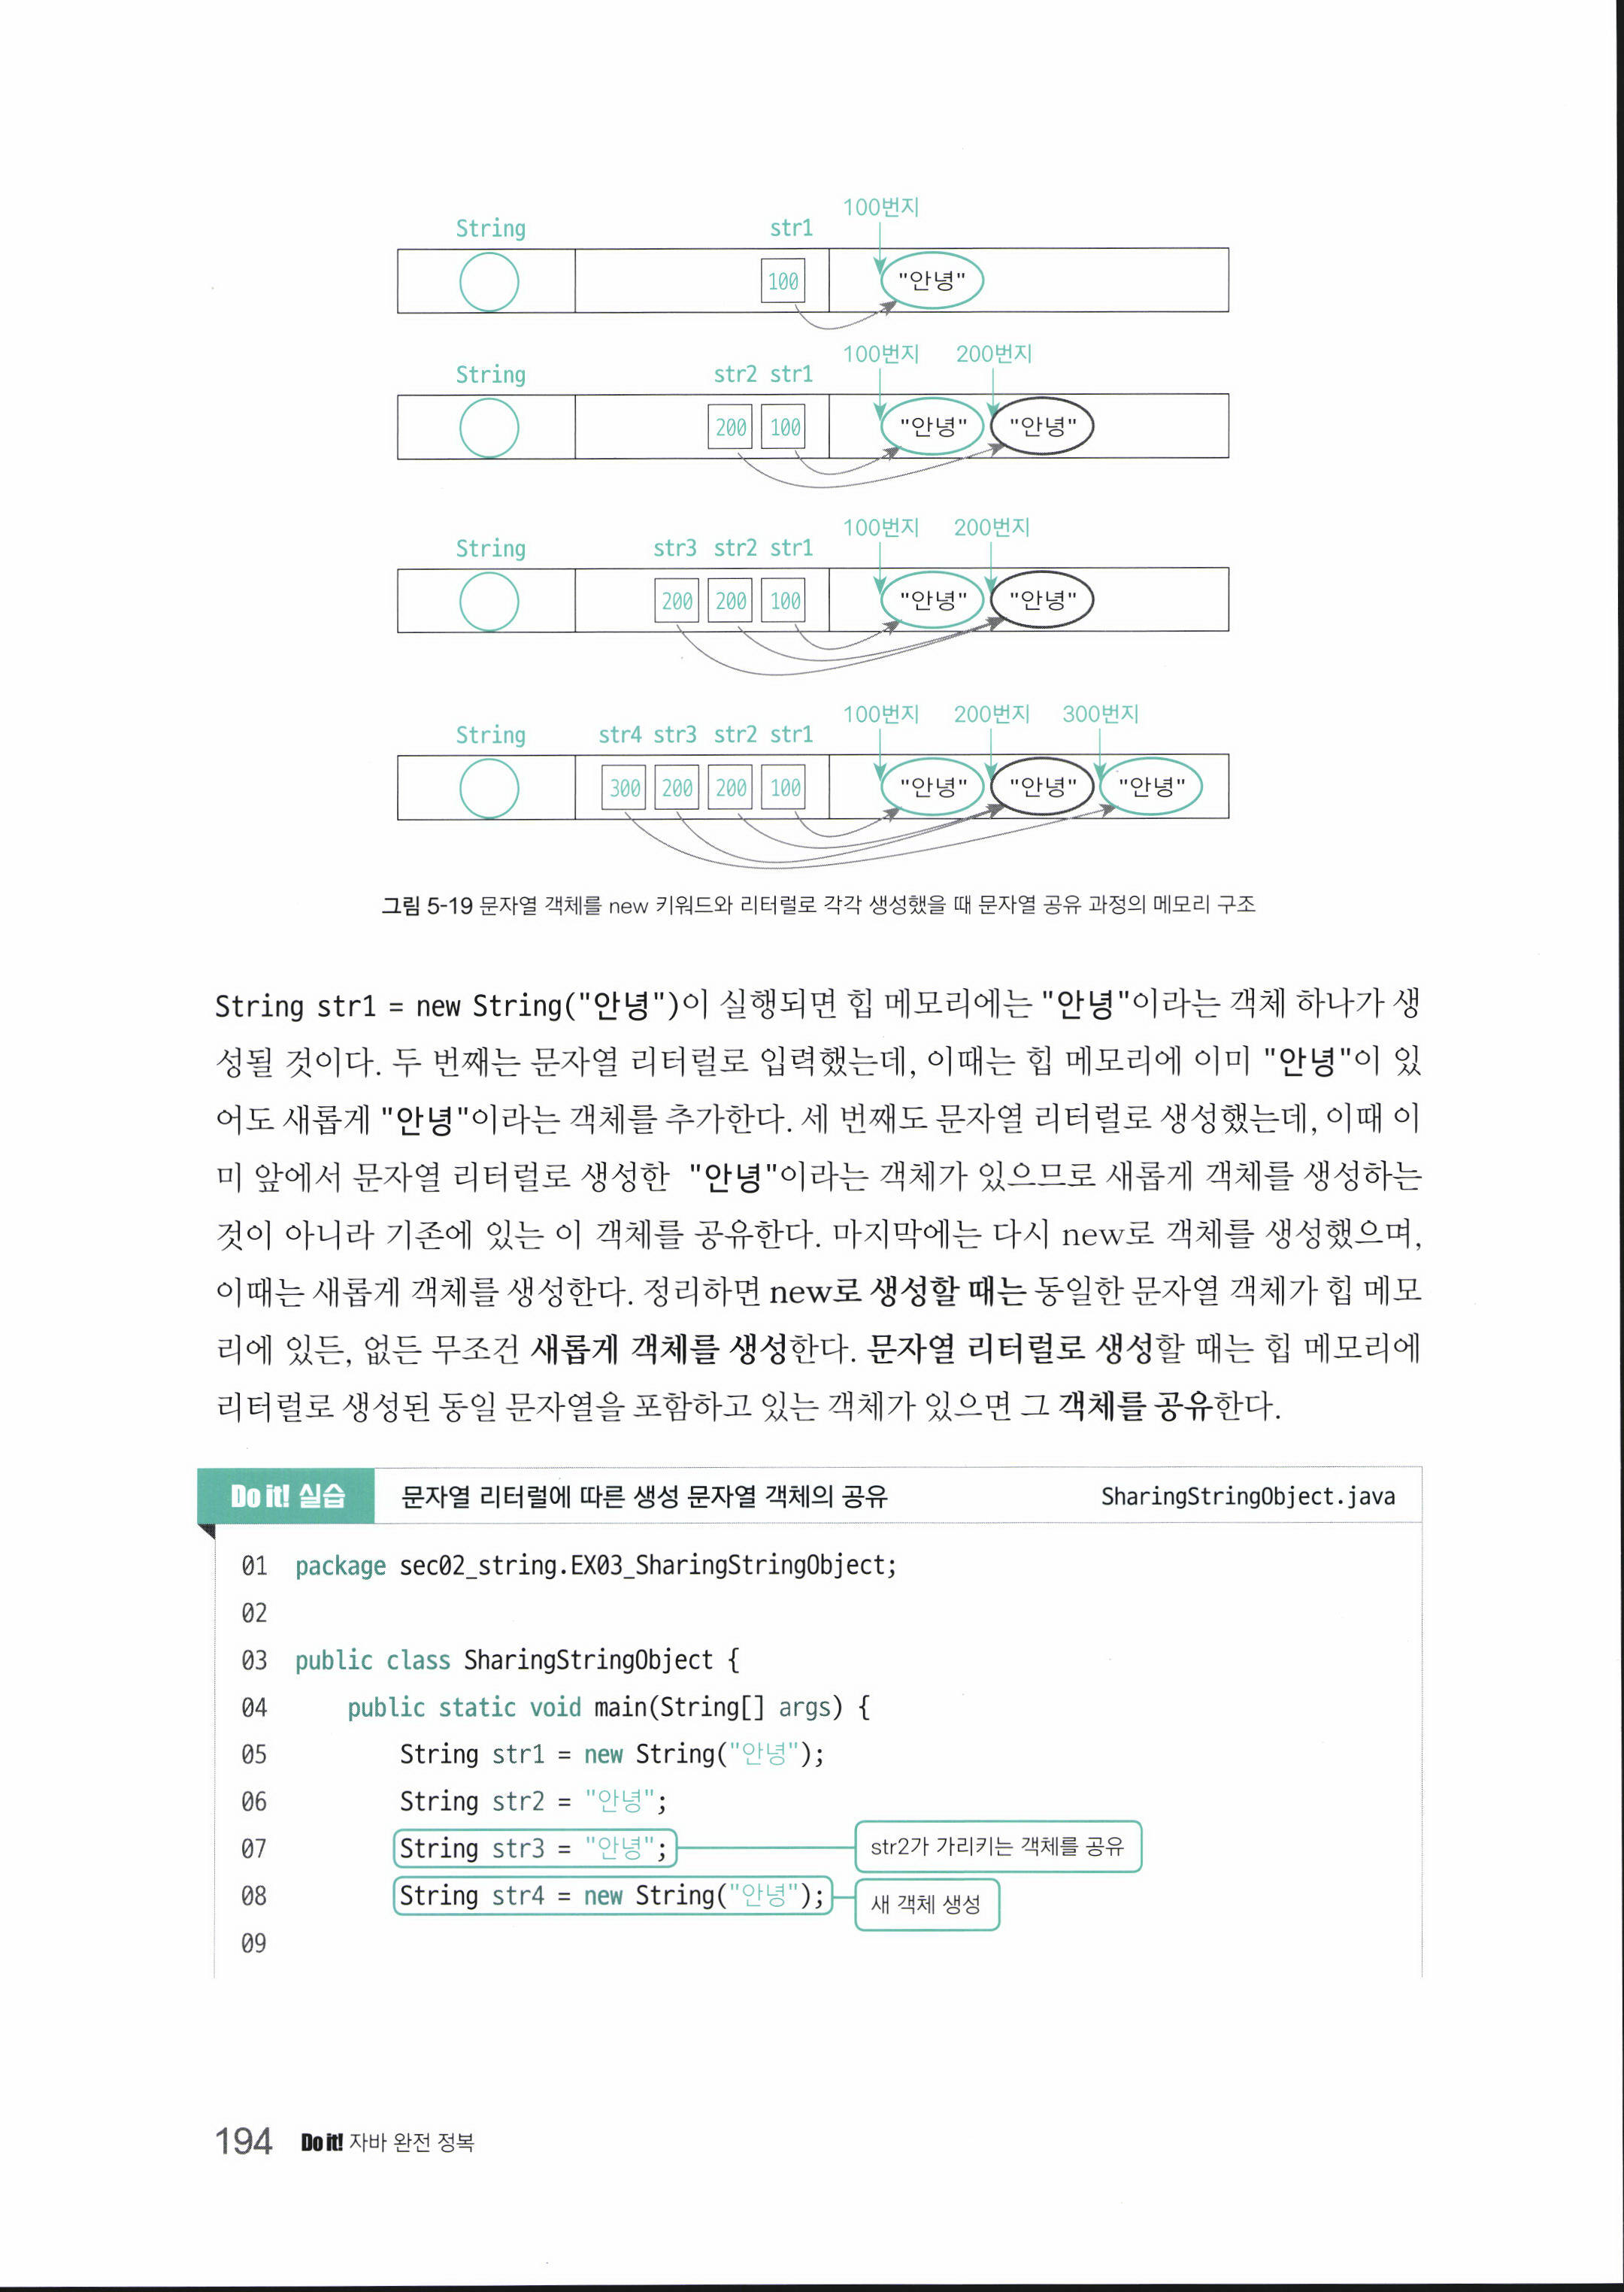 100번지
String str1
100 "안녕"
100번지 200번지
String str2 str1
200 100 "안녕" "안녕"
100번지 200번지
String str3 str2 str1
200 200 100 "안녕" "안녕"
100번지 200번지 300번지
String str4 str3 str2 str1
300 200 200 100 "안녕" "안녕" "안녕"
그림 5-19 문자열 객체를 new 키워드와 리터럴로 각각 생성했을 때 문자열 공유 과정의 메모리 구조
String str1 = new String("안녕")이 실행되면 힙 메모리에는 "안녕"이라는 객체 하나가 생
성될 것이다. 두 번째는 문자열 리터럴로 입력했는데, 이때는 힙 메모리에 이미 "안녕"이 있
어도 새롭게 "안녕"이라는 객체를 추가한다. 세 번째도 문자열 리터럴로 생성했는데, 이때 이
미 앞에서 문자열 리터럴로 생성한 "안녕"이라는 객체가 있으므로 새롭게 객체를 생성하는
것이 아니라 기존에 있는 이 객체를 공유한다. 마지막에는 다시 new로 객체를 생성했으며,
이때는 새롭게 객체를 생성한다. 정리하면 new로 생성할 때는 동일한 문자열 객체가 힙 메모
리에 있든, 없든 무조건 새롭게 객체를 생성한다. 문자열 리터럴로 생성할 때는 힙 메모리에
리터럴로 생성된 동일 문자열을 포함하고 있는 객체가 있으면 그 객체를 공유한다.
Do it! 실습 문자열 리터럴에 따른 생성 문자열 객체의 공유 SharingStringObject.java
01 package sec02_string.EX03_SharingStringObject;
02
03 public class SharingStringObject {
04 public static void main(String[] args) {
05 String str1 = new String("안녕");
06 String str2 = "안녕";
07 String str3 = "안녕"; str2가 가리키는 객체를 공유
08 String str4 = new String("안녕"); 새 객체 생성
09
194 Do it! 자바 완전 정복